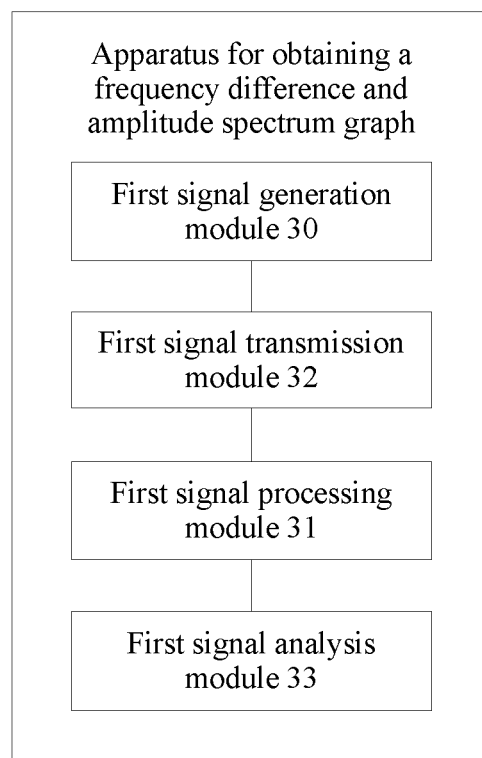 Apparatus for obtaining a
frequency difference and
amplitude spectrum graph
First signal generation
module 30
First signal transmission
module 32
First signal processing
module 31
First signal analysis
module 33